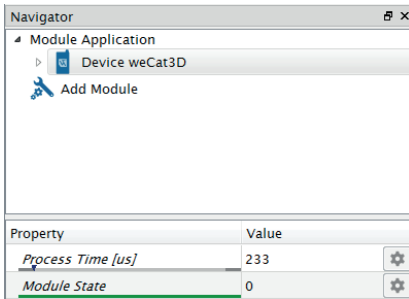 Navigator
Module Application
Device weCat3D
Add Module
Property Value
Process Time [us] 233
Module State 0